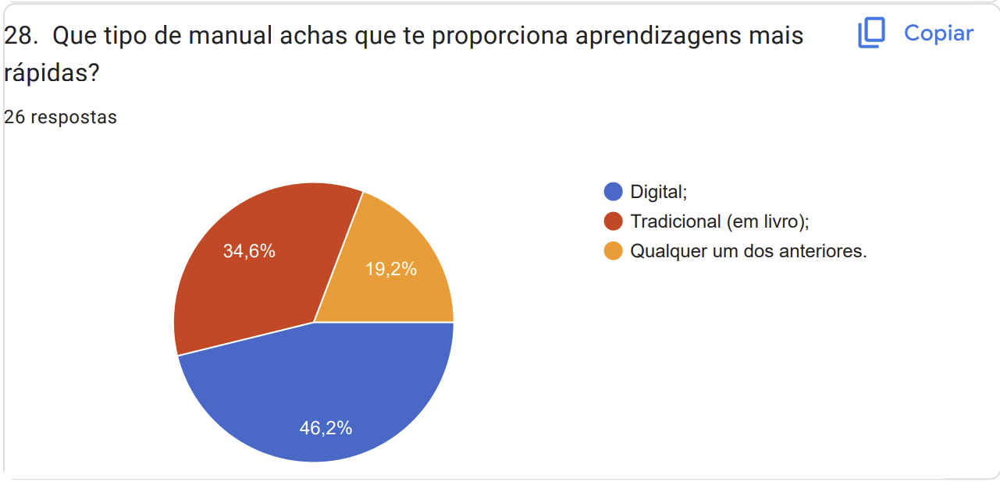 28. Que tipo de manual achas que te proporciona aprendizagens mais
rápidas?
Copiar
26 respostas
Digital;
Tradicional (em livro);
Qualquer um dos anteriores.
34,6%
19,2%
46,2%